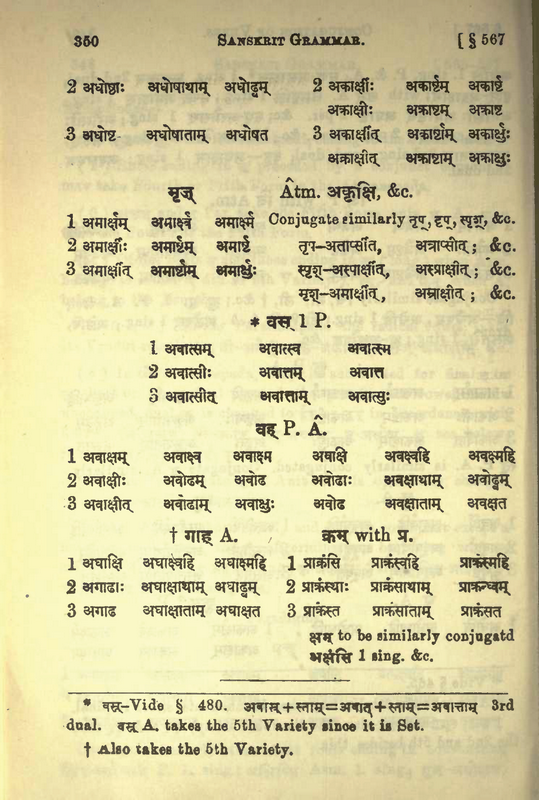 350 SANSKRIT GRAMMAR. [ § 567
2 अधोष्ठाः अधोषाथाम् अधोढ्वम् 2 अकार्क्षीः अकार्ष्टम् अकार्ष्ट
अक्राक्षीः अक्राष्टम् अक्राष्ट
3 अधोष्ट अधोषाताम् अधोषत 3 अकार्क्षीत् अकार्ष्टाम् अकार्क्षुः
अक्राक्षीत् अक्राष्टाम् अक्राक्षुः
मृज् Âtm. अकृक्षि, &c.
1 अमार्क्षम् अमार्क्ष्व अमार्क्ष्म Conjugate similarly तृप्, दृप्, स्पृश्, &c.
2 अमार्क्षीः अमार्ष्टम् अमार्ष्ट तृप्-अतार्प्सीत्, अत्राप्सीत्; &c.
3 अमार्क्षीत् अमार्ष्टाम् अमार्क्षुः स्पृश्-अस्पार्क्षीत्, अस्प्राक्षीत्; &c.
मृश्-अमार्क्षीत्, अम्राक्षीत्; &c.
* वस् 1 P.
1 अवात्सम् अवात्स्व अवात्स्म
2 अवात्सीः अवात्तम् अवात्त
3 अवात्सीत् अवात्ताम् अवात्सुः
वह् P. Â.
1 अवाक्षम् अवाक्ष्व अवाक्ष्म अवक्षि अवक्ष्वहि अवक्ष्महि
2 अवाक्षीः अवोढम् अवोढ अवोढाः अवक्षाथाम् अवोढ्वम्
3 अवाक्षीत् अवोढाम् अवाक्षुः अवोढ अवक्षाताम् अवक्षत
† गाह् A. क्रम् with प्र.
1 अघाक्षि अघाक्ष्वहि अघाक्ष्महि 1 प्राक्रंसि प्राक्रंस्वहि प्राक्रंस्महि
2 अगाढाः अघाक्षाथाम् अघाढ्वम् 2 प्राक्रंस्थाः प्राक्रंसाथाम् प्राक्रन्ध्वम्
3 अगाढ अघाक्षाताम् अघाक्षत 3 प्राक्रंस्त प्राक्रंसाताम् प्राक्रंसत
क्षम् to be similarly conjugatd
अक्षंसि 1 sing. &c.
* वस्-Vide § 480. अवास्+स्ताम्=अवात्+स्ताम्=अवात्ताम् 3rd
dual. वस् A. takes the 5th Variety since it is Set.
† Also takes the 5th Variety.